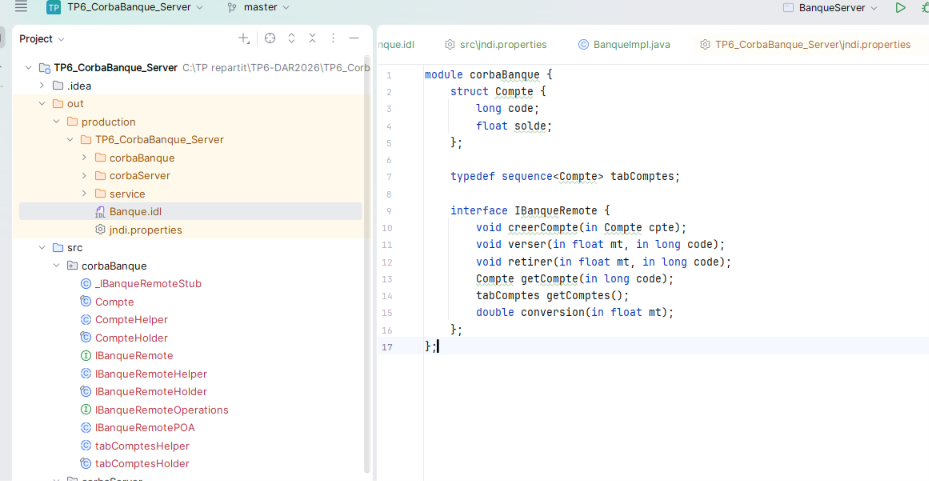 TP TP6_CorbaBanque_Server master BanqueServer
Project
TP6_CorbaBanque_Server C:\TP repartit\TP6-DAR2026\TP6_Corb
.idea
out
production
TP6_CorbaBanque_Server
corbaBanque
corbaServer
service
Banque.idl
jndi.properties
src
corbaBanque
_IBanqueRemoteStub
Compte
CompteHelper
CompteHolder
IBanqueRemote
IBanqueRemoteHelper
IBanqueRemoteHolder
IBanqueRemoteOperations
IBanqueRemotePOA
tabComptesHelper
tabComptesHolder
corbaServer
nque.idl src\jndi.properties BanqueImpl.java TP6_CorbaBanque_Server\jndi.properties
1 module corbaBanque {
2 struct Compte {
3 long code;
4 float solde;
5 };
6
7 typedef sequence<Compte> tabComptes;
8
9 interface IBanqueRemote {
10 void creerCompte(in Compte cpte);
11 void verser(in float mt, in long code);
12 void retirer(in float mt, in long code);
13 Compte getCompte(in long code);
14 tabComptes getComptes();
15 double conversion(in float mt);
16 };
17 };